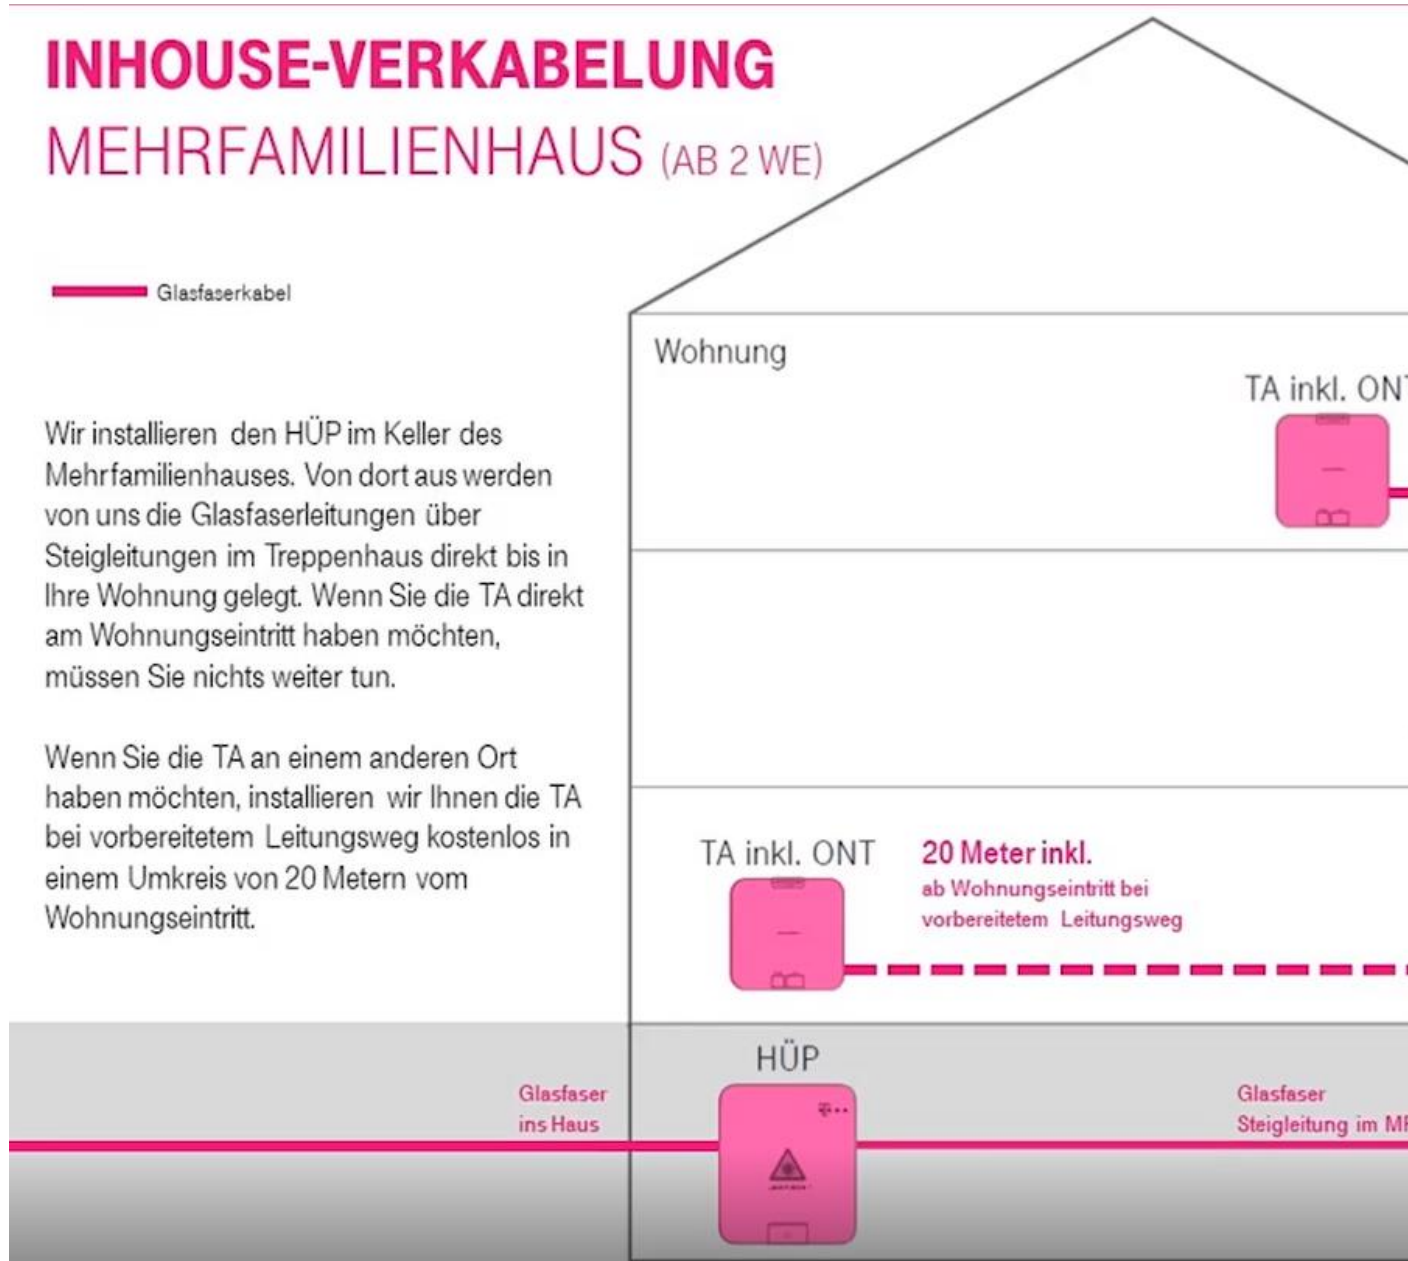 INHOUSE-VERKABELUNG
MEHRFAMILIENHAUS (AB 2 WE)
Glasfaserkabel
Wir installieren den HÜP im Keller des
Mehrfamilienhauses. Von dort aus werden
von uns die Glasfaserleitungen über
Steigleitungen im Treppenhaus direkt bis in
Ihre Wohnung gelegt. Wenn Sie die TA direkt
am Wohnungseintritt haben möchten,
müssen Sie nichts weiter tun.
Wenn Sie die TA an einem anderen Ort
haben möchten, installieren wir Ihnen die TA
bei vorbereitetem Leitungsweg kostenlos in
einem Umkreis von 20 Metern vom
Wohnungseintritt.
Wohnung
TA inkl. ONT
TA inkl. ONT
20 Meter inkl.
ab Wohnungseintritt bei
vorbereitetem Leitungsweg
HÜP
Glasfaser
ins Haus
Glasfaser
Steigleitung im